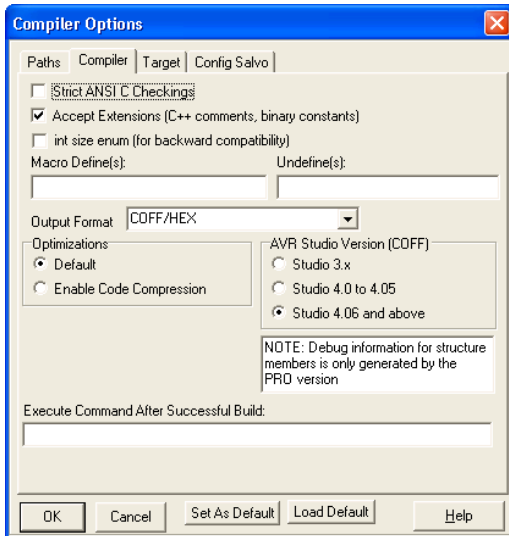 Compiler Options
Paths Compiler Target Config Salvo
Strict ANSI C Checkings
Accept Extensions (C++ comments, binary constants)
int size enum (for backward compatibility)
Macro Define(s): Undefine(s):
Output Format COFF/HEX
Optimizations
Default
Enable Code Compression
AVR Studio Version (COFF)
Studio 3.x
Studio 4.0 to 4.05
Studio 4.06 and above
NOTE: Debug information for structure
members is only generated by the
PRO version
Execute Command After Successful Build:
OK Cancel Set As Default Load Default Help